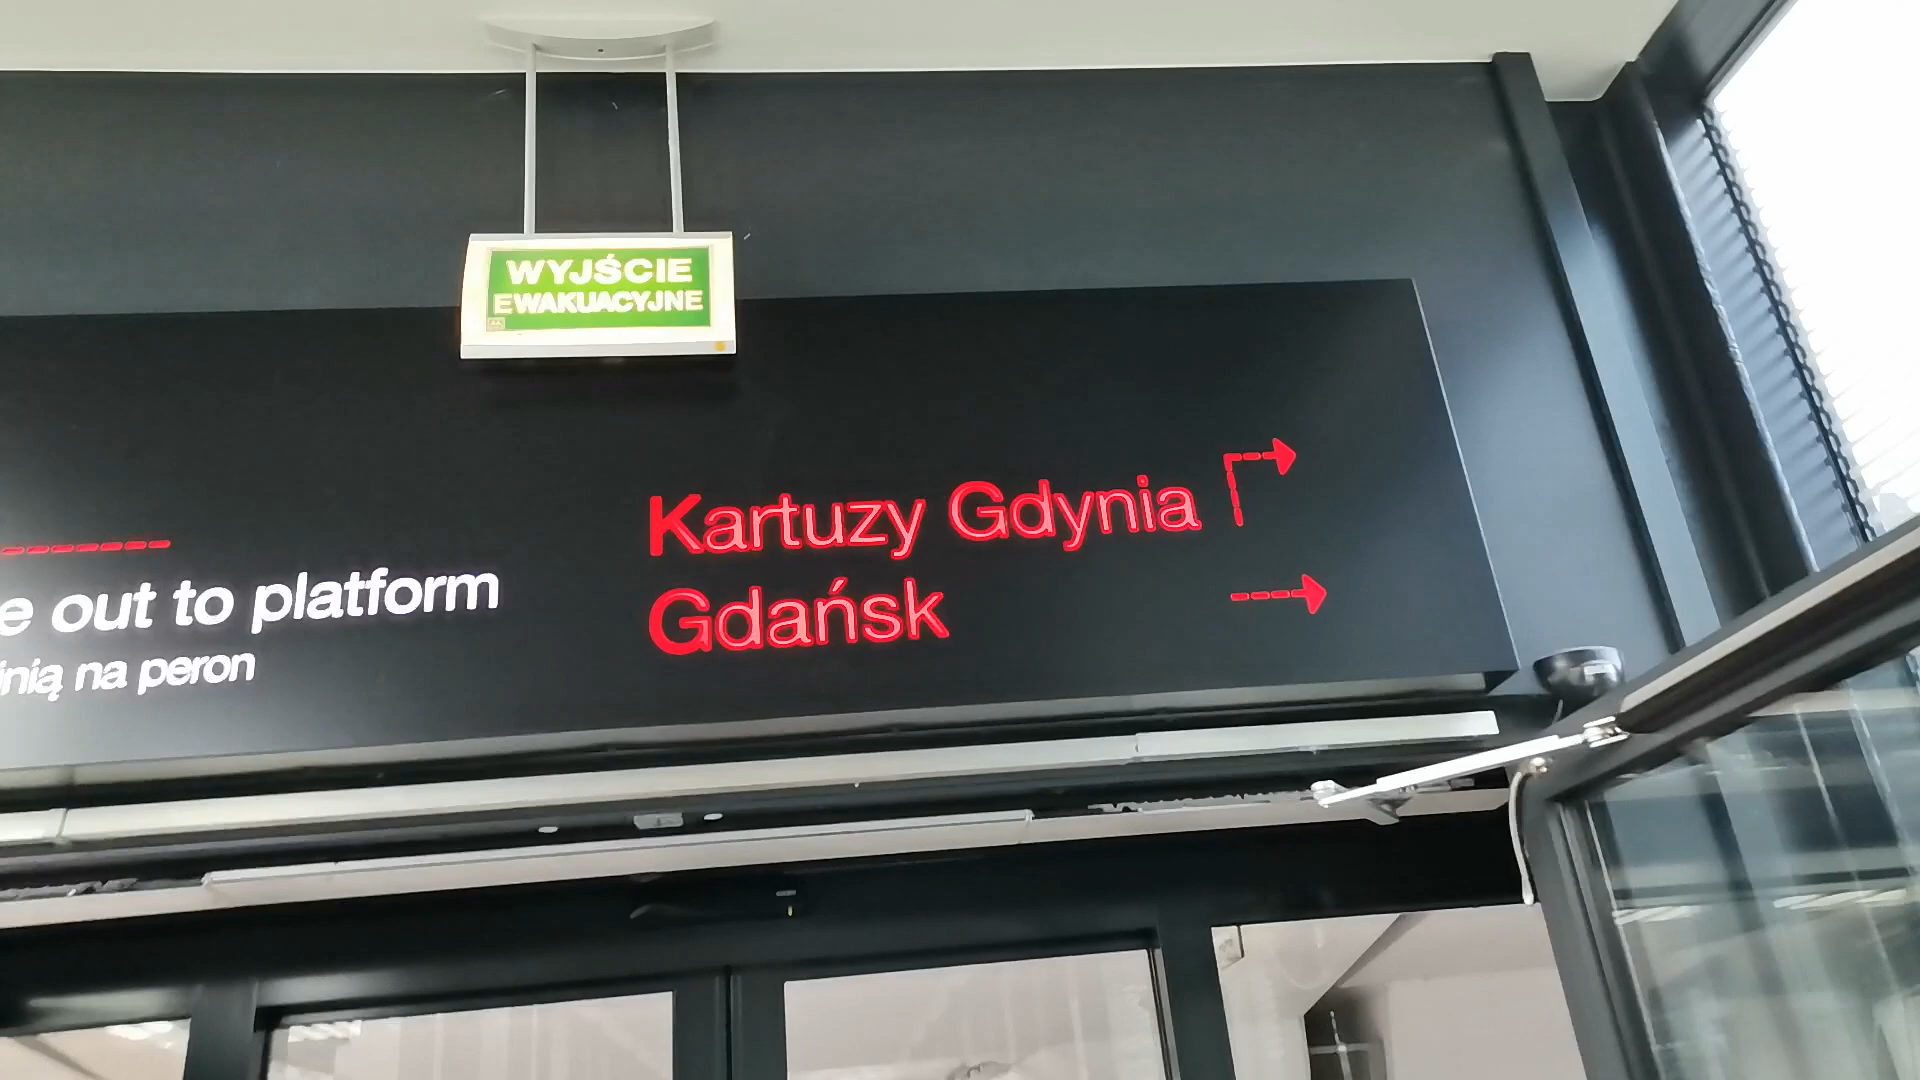 WYJŚCIE
EWAKUACYJNE
Kartuzy Gdynia
Gdańsk
out to platform
na peron